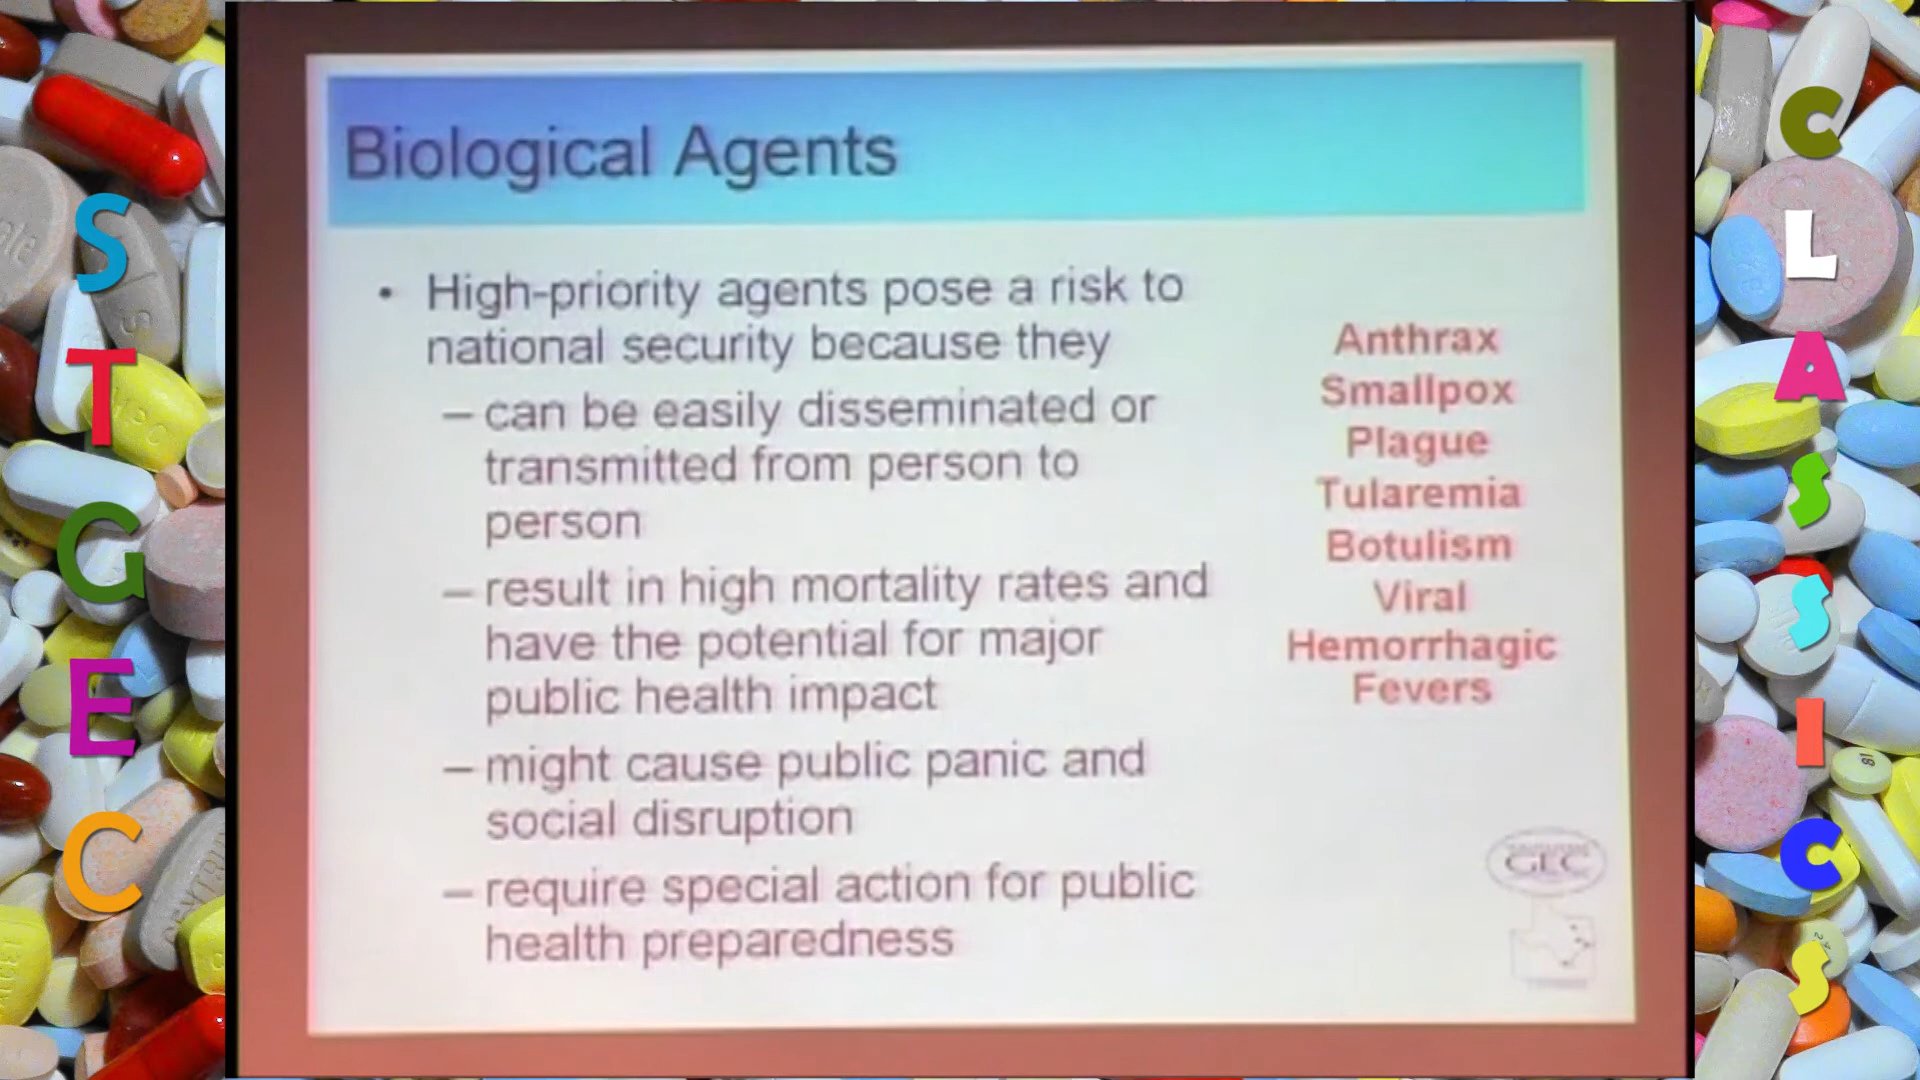 STGEC
Biological Agents
• High-priority agents pose a risk to
national security because they
– can be easily disseminated or
transmitted from person to
person
– result in high mortality rates and
have the potential for major
public health impact
– might cause public panic and
social disruption
– require special action for public
health preparedness
Anthrax
Smallpox
Plague
Tularemia
Botulism
Viral
Hemorrhagic
Fevers
GEC
CLASSICS